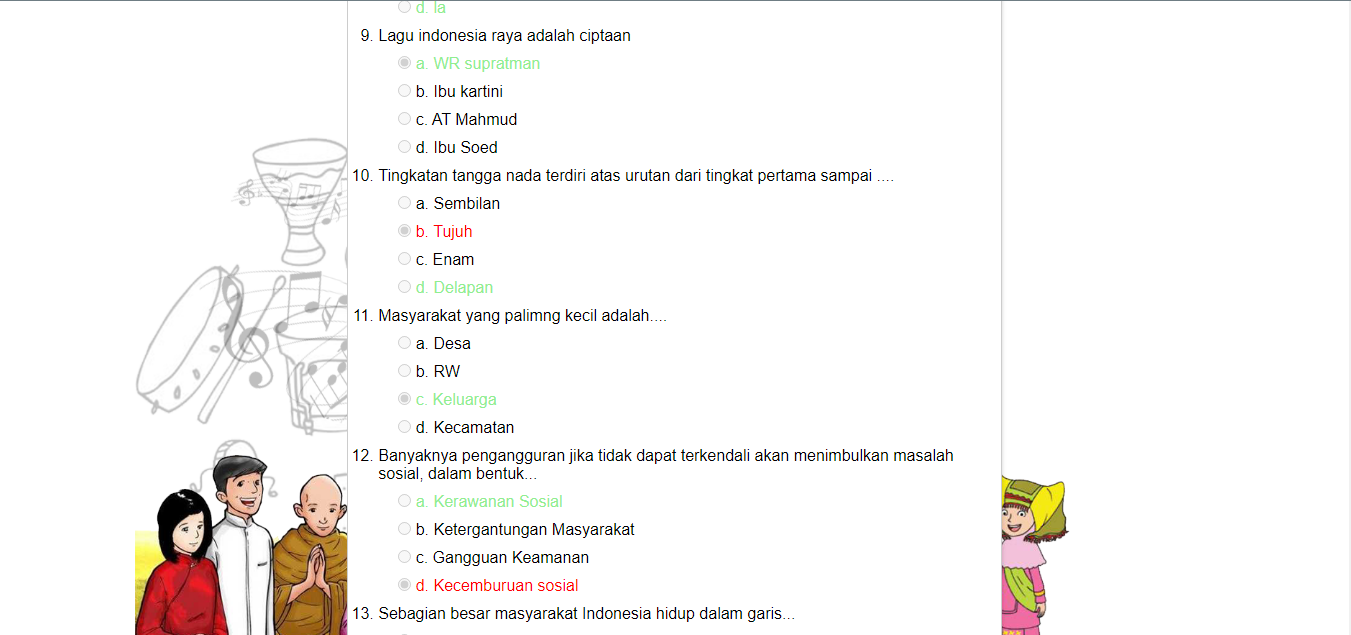 d. la
9. Lagu indonesia raya adalah ciptaan
a. WR supratman
b. Ibu kartini
c. AT Mahmud
d. Ibu Soed
10. Tingkatan tangga nada terdiri atas urutan dari tingkat pertama sampai ....
a. Sembilan
b. Tujuh
c. Enam
d. Delapan
11. Masyarakat yang palimng kecil adalah....
a. Desa
b. RW
c. Keluarga
d. Kecamatan
12. Banyaknya pengangguran jika tidak dapat terkendali akan menimbulkan masalah
sosial, dalam bentuk...
a. Kerawanan Sosial
b. Ketergantungan Masyarakat
c. Gangguan Keamanan
d. Kecemburuan sosial
13. Sebagian besar masyarakat Indonesia hidup dalam garis...